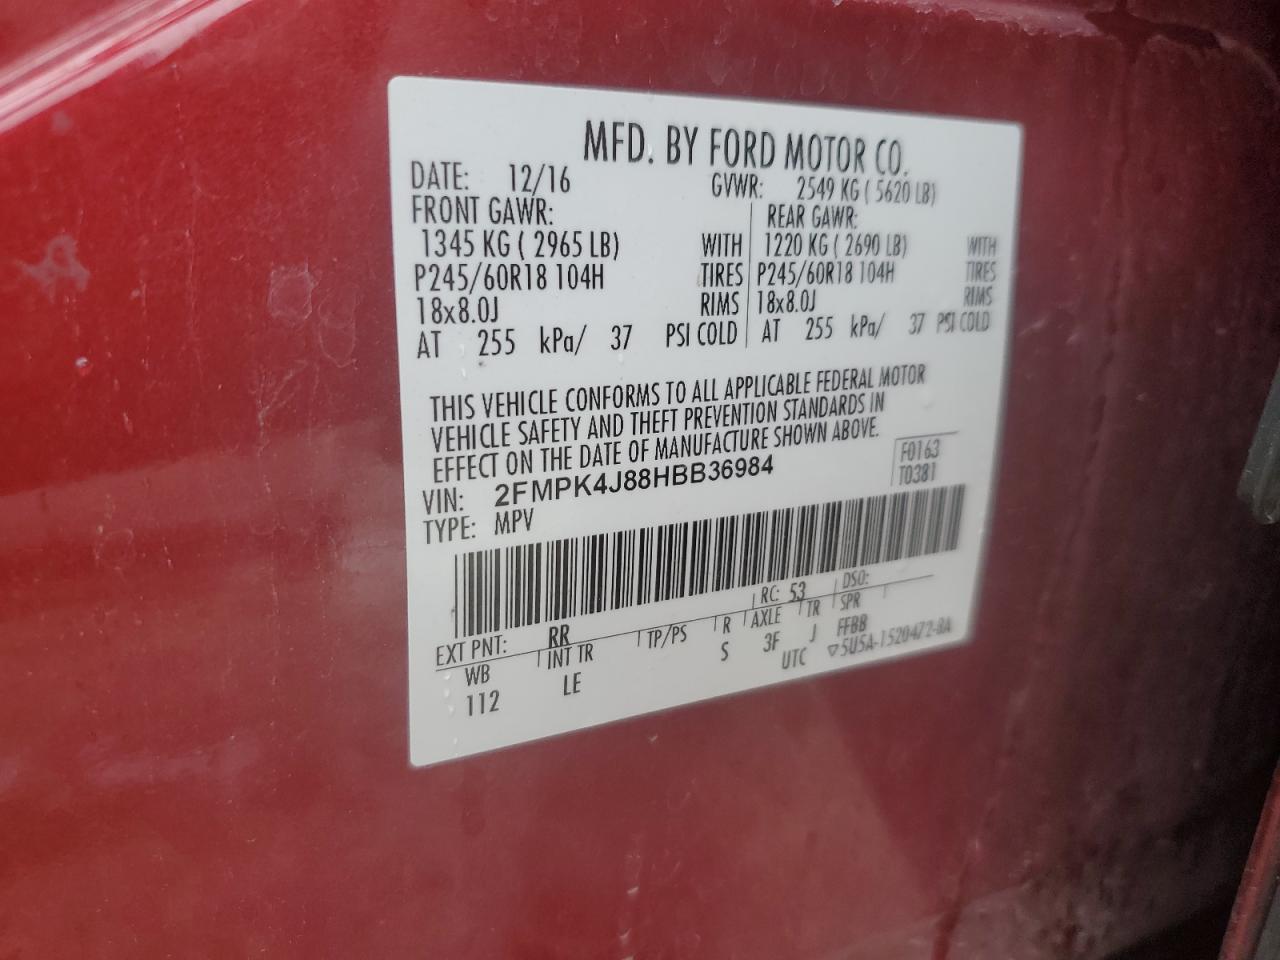 MFD. BY FORD MOTOR CO.
DATE: 12/16 GVWR: 2549 KG ( 5620 LB)
FRONT GAWR: REAR GAWR:
1345 KG ( 2965 LB) WITH 1220 KG ( 2690 LB) WITH
P245/60R18 104H TIRES P245/60R18 104H TIRES
18x8.0J RIMS 18x8.0J RIMS
AT 255 kPa/ 37 PSI COLD AT 255 kPa/ 37 PSI COLD
THIS VEHICLE CONFORMS TO ALL APPLICABLE FEDERAL MOTOR
VEHICLE SAFETY AND THEFT PREVENTION STANDARDS IN
EFFECT ON THE DATE OF MANUFACTURE SHOWN ABOVE.
F0163
T0381
VIN: 2FMPK4J88HBB36984
TYPE: MPV
EXT PNT: RR RC: 53 DSO:
WB INT TR TP/PS R AXLE TR SPR
112 LE S 3F J FFBB
UTC ▽5U5A-1520472-BA